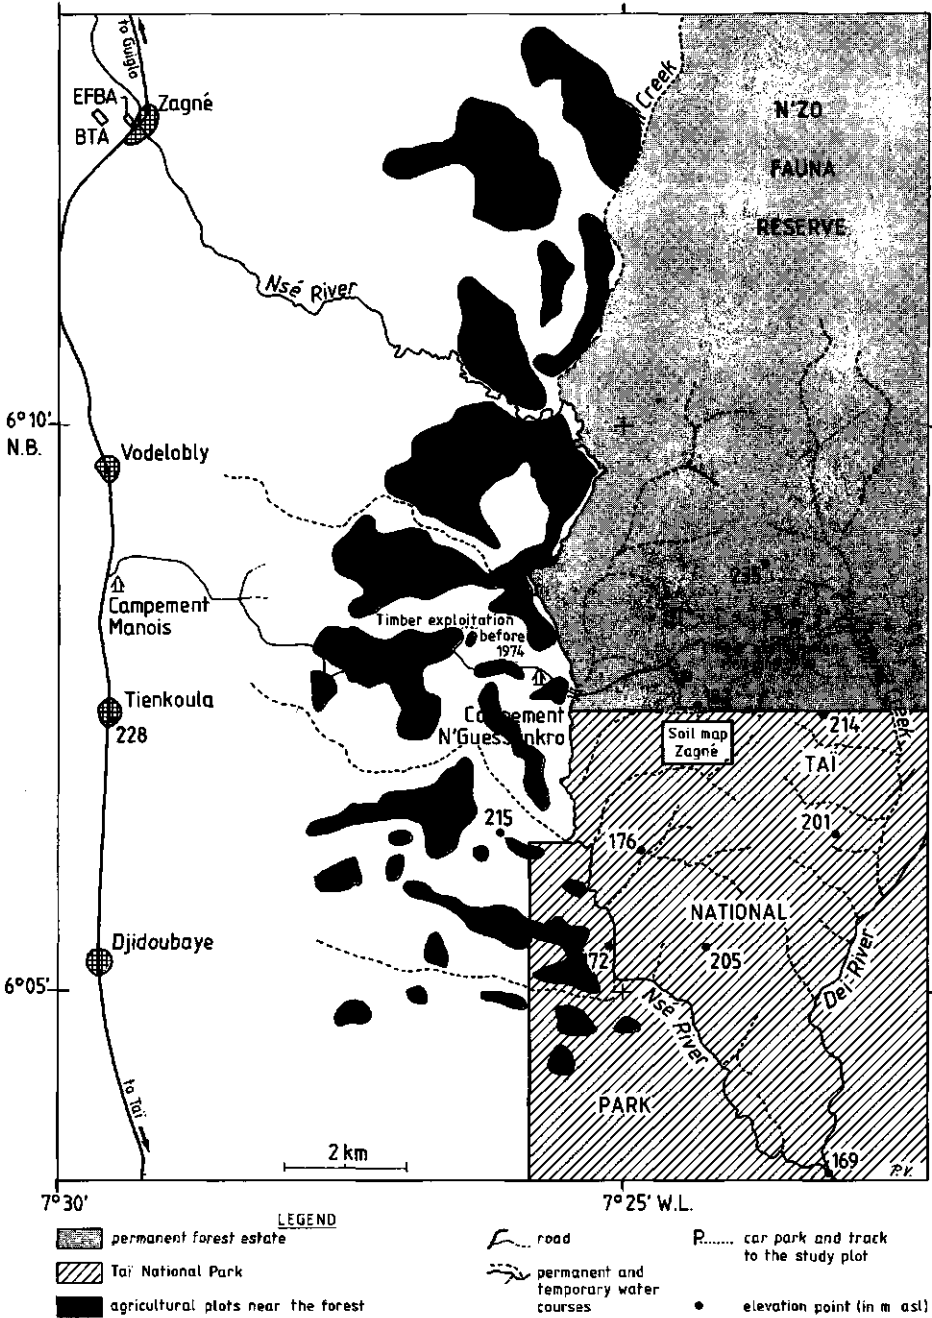 to Guiglo
EFBA
BTA
Zagné
Creek
N'ZO
FAUNA
RESERVE
Nsé River
6° 10'
N.B.
Vodelobly
235
Campement
Manois
Timber exploitation
before
1974
Tienkoula
228
Campement
N'Guessankro
Soil map
Zagné
214
TAÏ
Creek
215
176
201
NATIONAL
Djidoubaye
172
205
Dei River
6° 05'
Nsé River
to Taï
PARK
2 km
169
P.V.
7° 30'
7° 25' W.L.
LEGEND
permanent forest estate
Taï National Park
agricultural plots near the forest
road
permanent and
temporary water
courses
P....... car park and track
to the study plot
elevation point (in m asl)